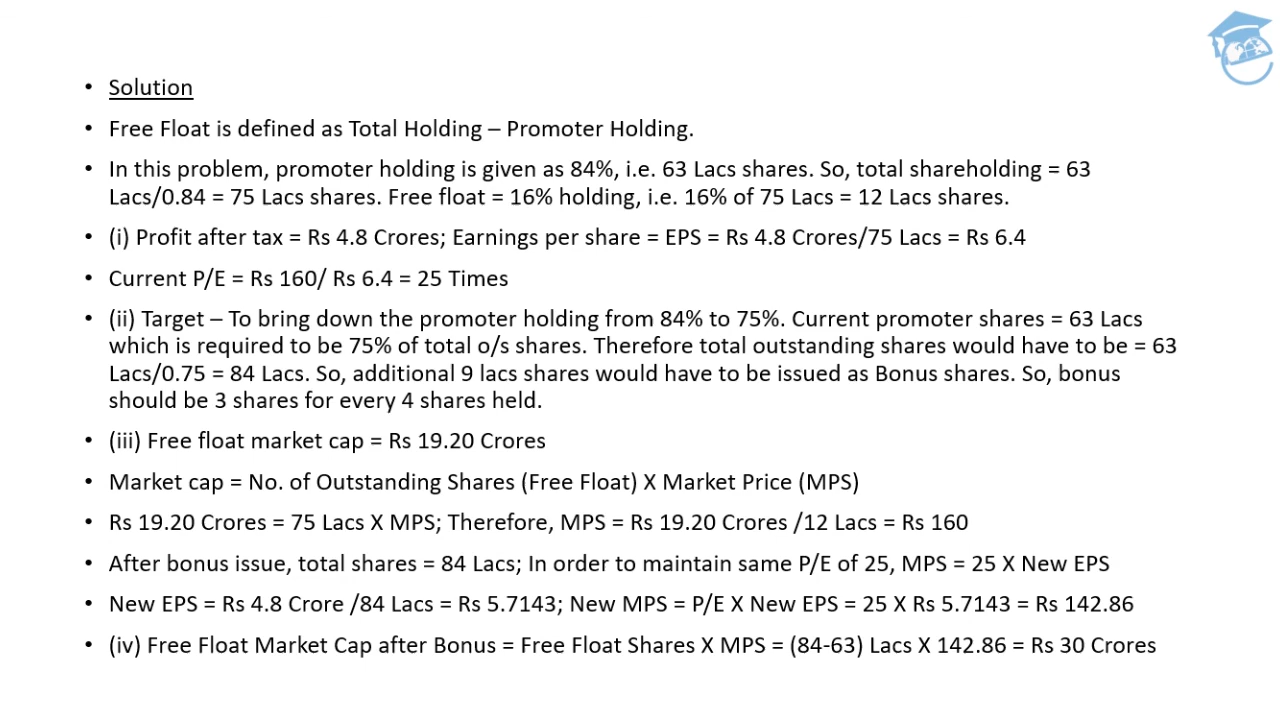 • Solution
• Free Float is defined as Total Holding – Promoter Holding.
• In this problem, promoter holding is given as 84%, i.e. 63 Lacs shares. So, total shareholding = 63
Lacs/0.84 = 75 Lacs shares. Free float = 16% holding, i.e. 16% of 75 Lacs = 12 Lacs shares.
• (i) Profit after tax = Rs 4.8 Crores; Earnings per share = EPS = Rs 4.8 Crores/75 Lacs = Rs 6.4
• Current P/E = Rs 160/ Rs 6.4 = 25 Times
• (ii) Target – To bring down the promoter holding from 84% to 75%. Current promoter shares = 63 Lacs
which is required to be 75% of total o/s shares. Therefore total outstanding shares would have to be = 63
Lacs/0.75 = 84 Lacs. So, additional 9 lacs shares would have to be issued as Bonus shares. So, bonus
should be 3 shares for every 4 shares held.
• (iii) Free float market cap = Rs 19.20 Crores
• Market cap = No. of Outstanding Shares (Free Float) X Market Price (MPS)
• Rs 19.20 Crores = 75 Lacs X MPS; Therefore, MPS = Rs 19.20 Crores /12 Lacs = Rs 160
• After bonus issue, total shares = 84 Lacs; In order to maintain same P/E of 25, MPS = 25 X New EPS
• New EPS = Rs 4.8 Crore /84 Lacs = Rs 5.7143; New MPS = P/E X New EPS = 25 X Rs 5.7143 = Rs 142.86
• (iv) Free Float Market Cap after Bonus = Free Float Shares X MPS = (84-63) Lacs X 142.86 = Rs 30 Crores